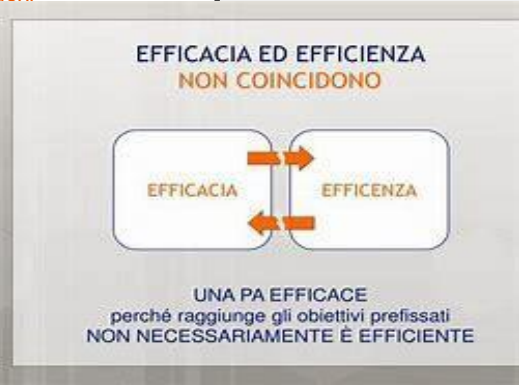 EFFICACIA ED EFFICIENZA
NON COINCIDONO
EFFICACIA
EFFICENZA
UNA PA EFFICACE
perché raggiunge gli obiettivi prefissati
NON NECESSARIAMENTE È EFFICIENTE